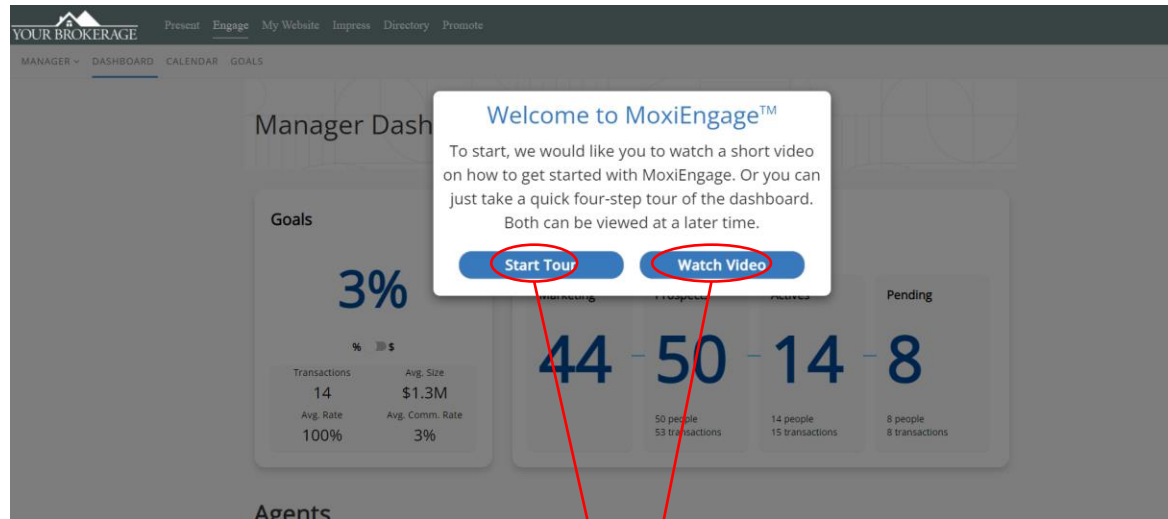 YOUR BROKERAGE
Present Engage My Website Impress Directory Promote
MANAGER DASHBOARD CALENDAR GOALS
Manager Dash
Welcome to MoxiEngage™
To start, we would like you to watch a short video
on how to get started with MoxiEngage. Or you can
just take a quick four-step tour of the dashboard.
Both can be viewed at a later time.
Start Tour Watch Video
Goals
3%
% $
Transactions Avg. Size
14 $1.3M
Avg. Rate Avg. Comm. Rate
100% 3%
Marketing Prospects Actives Pending
44 - 50 - 14 - 8
50 people 14 people 8 people
53 transactions 15 transactions 8 transactions
Agents